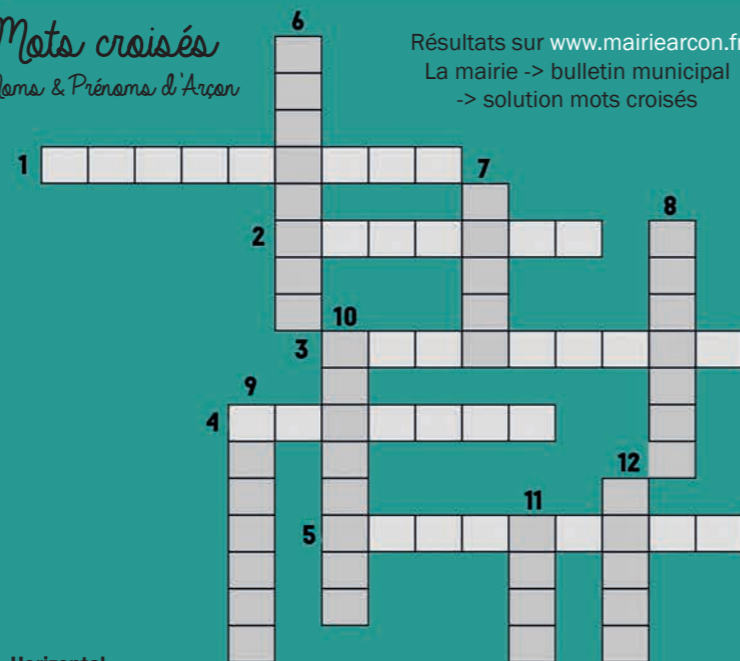 Mots croisés
Noms & Prénoms d'Arçon
Résultats sur www.mairiearcon.fr
La mairie -> bulletin municipal
-> solution mots croisés
6
1
7
8
2
10
3
9
4
12
11
5